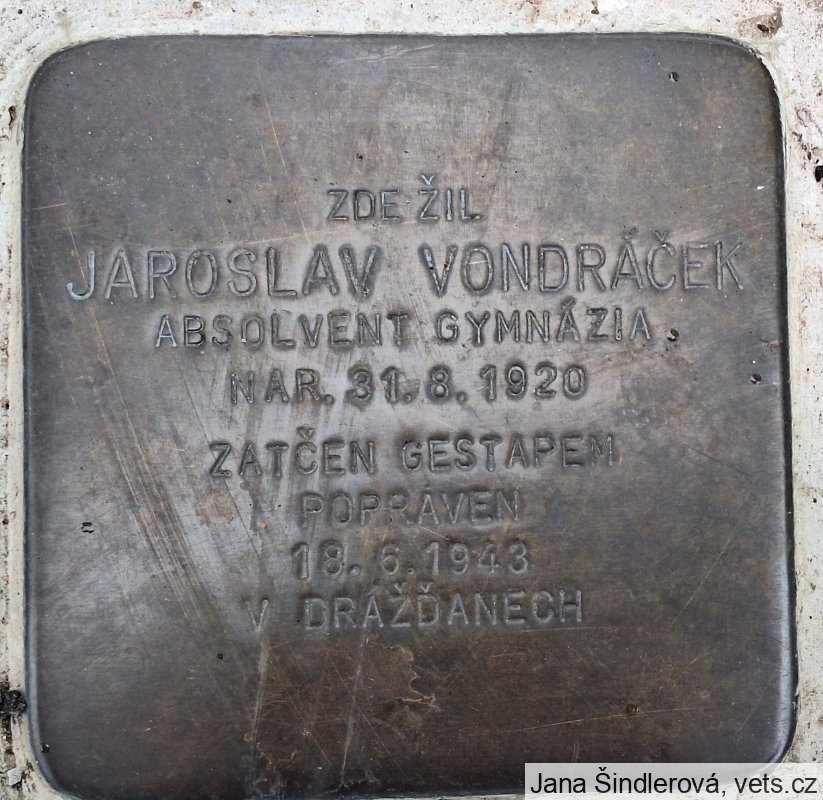 ZDE ŽIL
JAROSLAV VONDRÁČEK
ABSOLVENT GYMNÁZIA
NAR. 31. 8. 1920
ZATČEN GESTAPEM
POPRAVEN
18. 6. 1943
V DRÁŽĎANECH
Jana Šindlerová, vets.cz